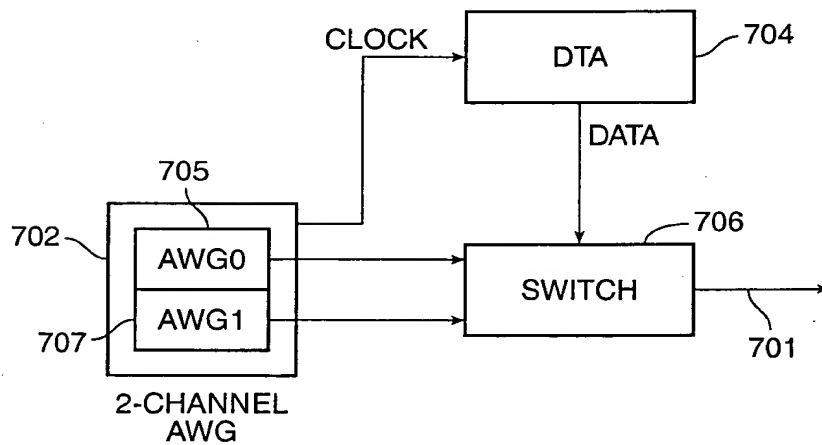 CLOCK
DTA
704
DATA
705
702
AWG0
706
SWITCH
707
AWG1
701
2-CHANNEL
AWG